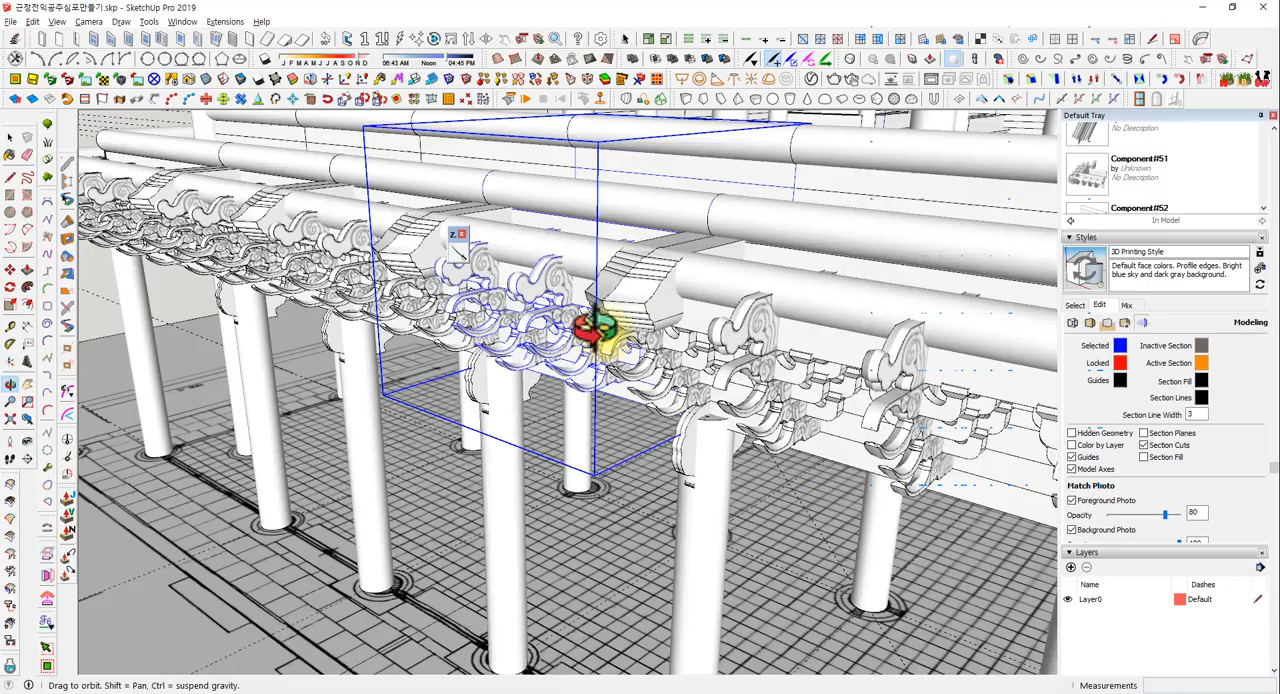 근정전익공주심포만들기.skp - SketchUp Pro 2019
File Edit View Camera Draw Tools Window Extensions Help
J F M A M J J A S O N D
06:43 AM Noon 04:45 PM
Z.
Default Tray
No Description
Component#51
by Unknown
No Description
Component#52
In Model
Styles
3D Printing Style
Default face colors. Profile edges. Bright
blue sky and dark gray background.
Select Edit Mix
Modeling
Selected Inactive Section
Locked Active Section
Guides Section Fill
Section Lines
Section Line Width 3
Hidden Geometry Section Planes
Color by Layer Section Cuts
Guides Section Fill
Model Axes
Match Photo
Foreground Photo
Opacity 80
Background Photo
Layers
Name Dashes
Layer0 Default
Drag to orbit. Shift = Pan, Ctrl = suspend gravity.
Measurements